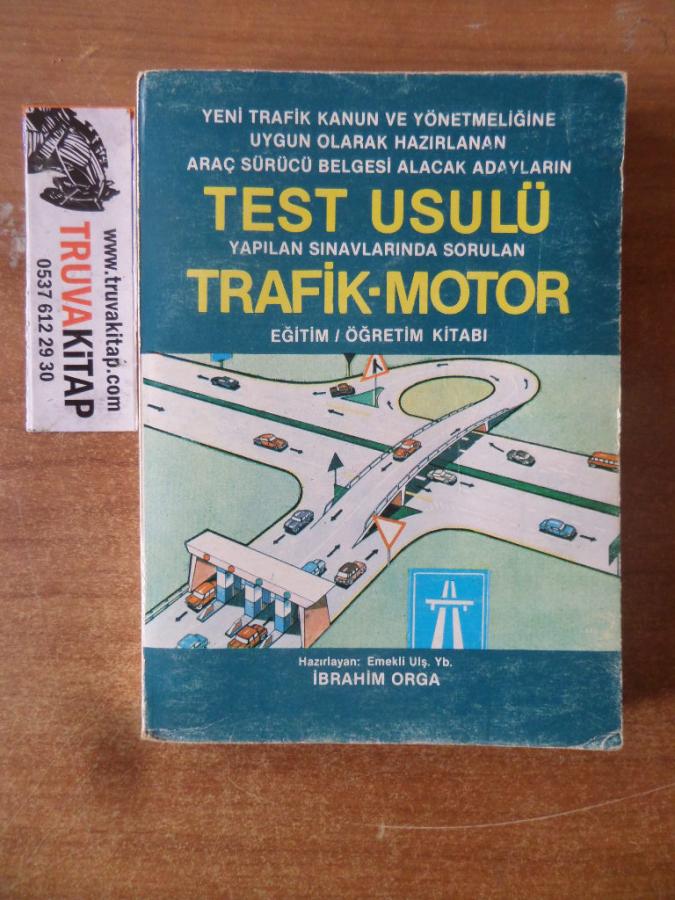 YENİ TRAFİK KANUN VE YÖNETMELİĞİNE
UYGUN OLARAK HAZIRLANAN
ARAÇ SÜRÜCÜ BELGESİ ALACAK ADAYLARIN
TEST USULÜ
YAPILAN SINAVLARINDA SORULAN
TRAFİK-MOTOR
EĞİTİM / ÖĞRETİM KİTABI
Hazırlayan: Emekli Ulş. Yb.
İBRAHİM ORGA
www.truvakitap.com
TRUVAKİTAP
0537 612 29 30